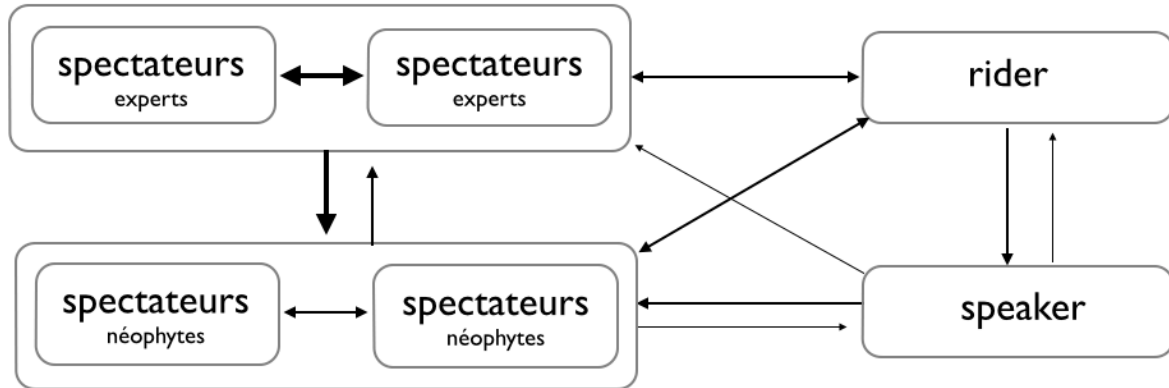 spectateurs
experts
spectateurs
experts
rider
spectateurs
néophytes
spectateurs
néophytes
speaker